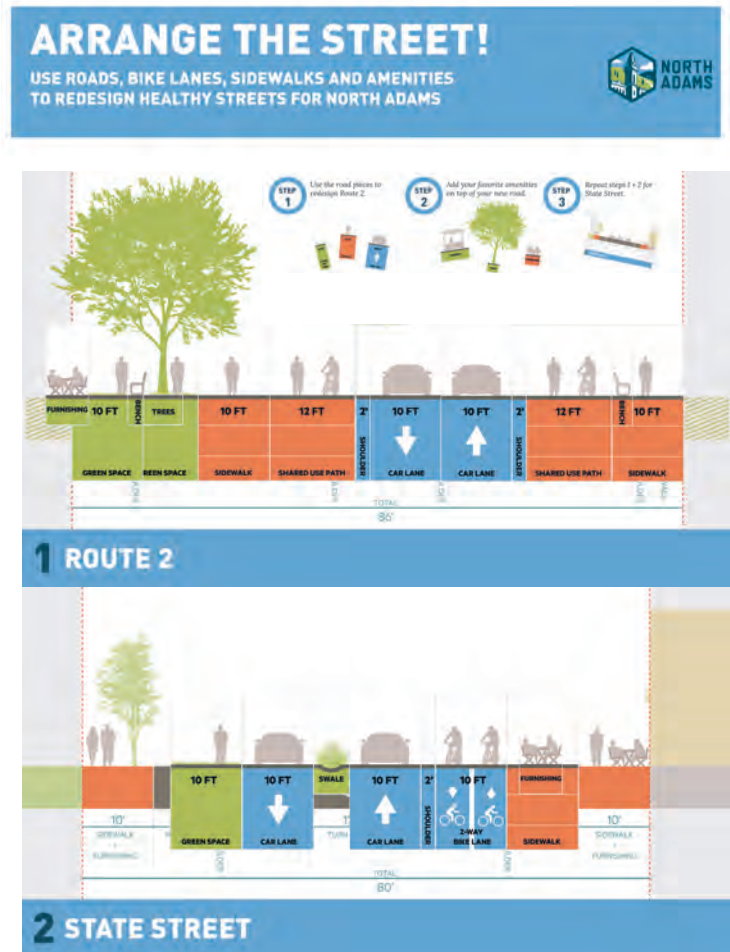 ARRANGE THE STREET!
USE ROADS, BIKE LANES, SIDEWALKS AND AMENITIES
TO REDESIGN HEALTHY STREETS FOR NORTH ADAMS
NORTH
ADAMS
STEP
1
Use the road pieces to
redesign Route 2
STEP
2
Add your favorite amenities
on top of your new road.
STEP
3
Repeat steps 1 + 2 for
State Street.
FURNISHING
10 FT
BENCH
TREES
10 FT
12 FT
2'
10 FT
10 FT
2'
12 FT
BENCH
10 FT
GREEN SPACE
REEN SPACE
SIDEWALK
SHARED USE PATH
SHOULDER
CAR LANE
CAR LANE
SHOULDER
SHARED USE PATH
SIDEWALK
TOTAL
86'
1 ROUTE 2
10 FT
10 FT
SWALE
10 FT
2'
10 FT
FURNISHING
GREEN SPACE
CAR LANE
CAR LANE
SHOULDER
2-WAY
BIKE LANE
SIDEWALK
10'
SIDEWALK
+
FURNISHING
10'
SIDEWALK
+
FURNISHING
TOTAL
80'
2 STATE STREET